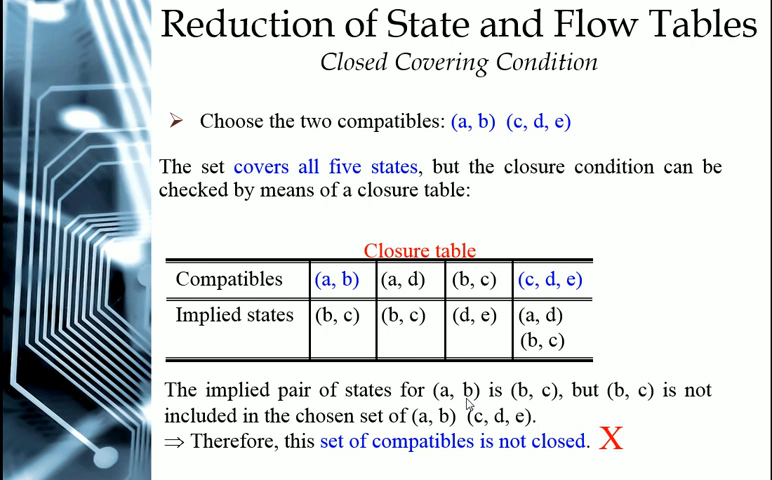 Reduction of State and Flow Tables
Closed Covering Condition
➢ Choose the two compatibles: (a, b) (c, d, e)
The set covers all five states, but the closure condition can be
checked by means of a closure table:
Closure table
Compatibles (a, b) (a, d) (b, c) (c, d, e)
Implied states (b, c) (b, c) (d, e) (a, d)
(b, c)
The implied pair of states for (a, b) is (b, c), but (b, c) is not
included in the chosen set of (a, b) (c, d, e).
⇒ Therefore, this set of compatibles is not closed. X